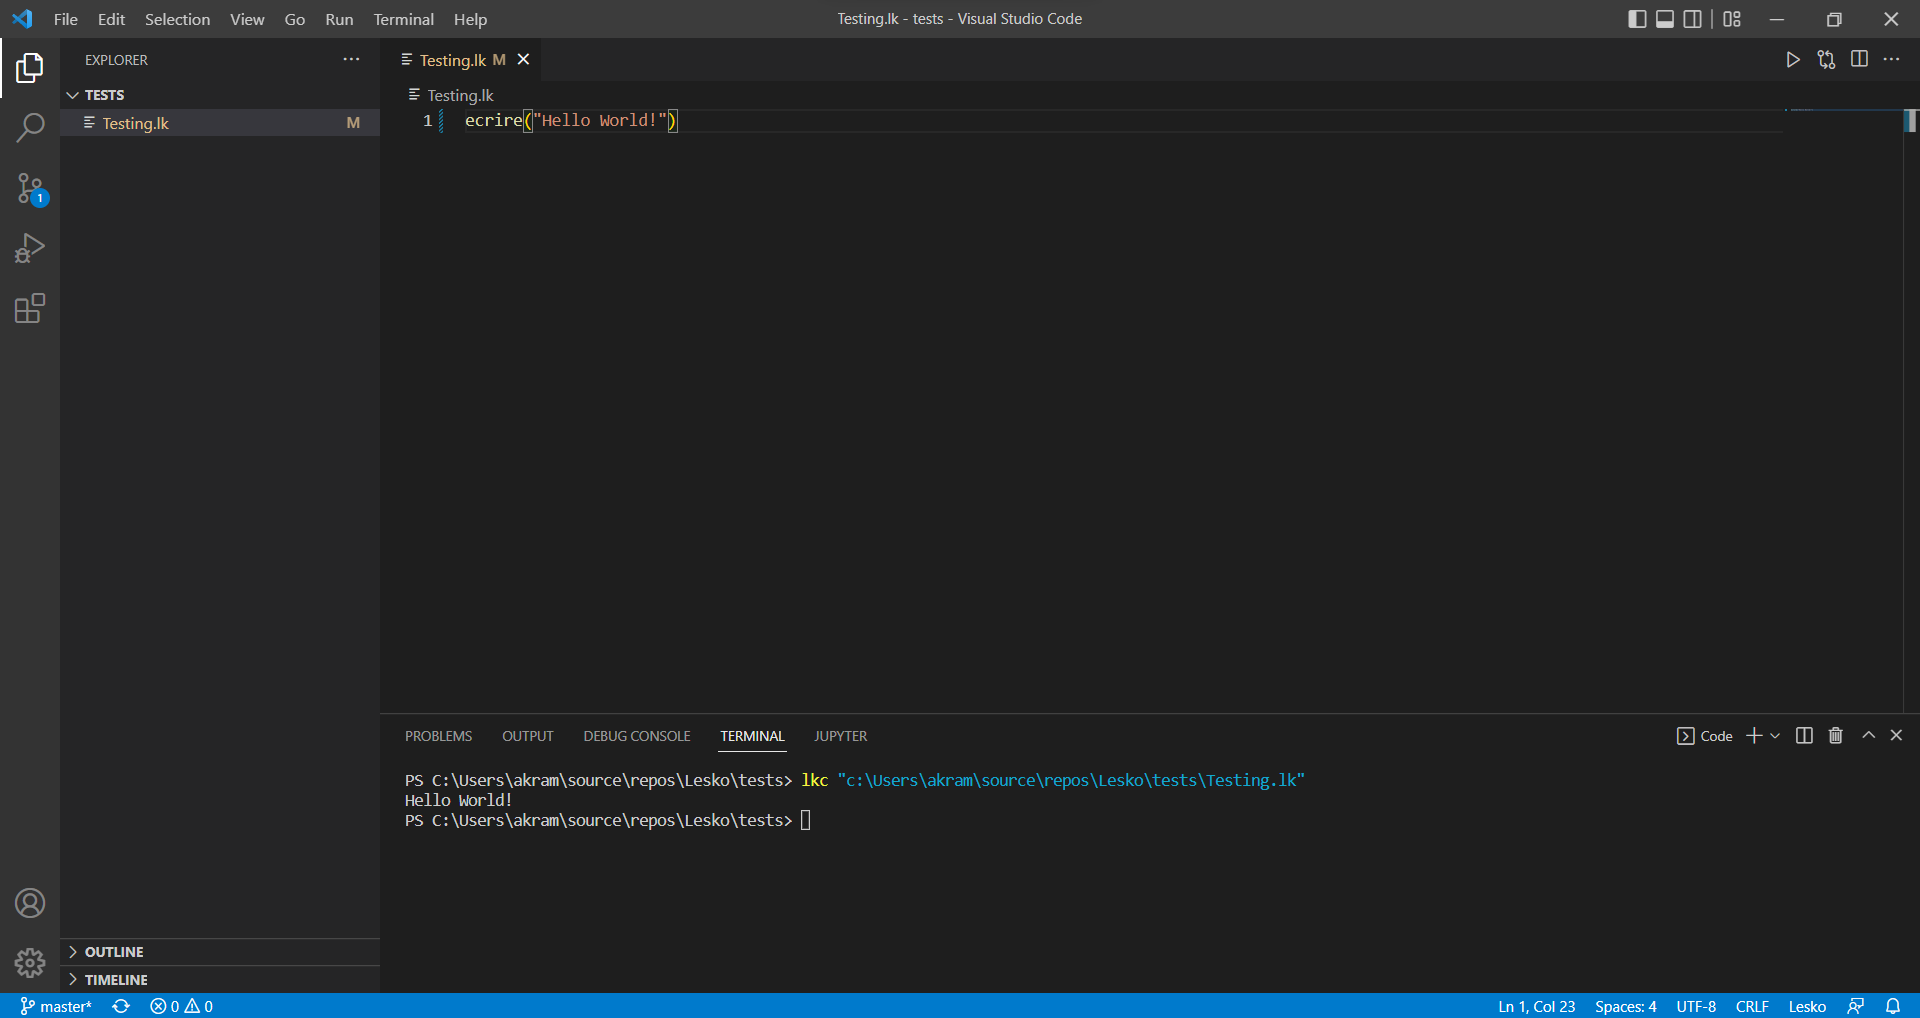 File Edit Selection View Go Run Terminal Help
Testing.lk - tests - Visual Studio Code
EXPLORER
TESTS
Testing.lk M
Testing.lk M
Testing.lk
1 ecrire("Hello World!")
1
PROBLEMS OUTPUT DEBUG CONSOLE TERMINAL JUPYTER
Code
PS C:\Users\akram\source\repos\Lesko\tests> lkc "c:\Users\akram\source\repos\Lesko\tests\Testing.lk"
Hello World!
PS C:\Users\akram\source\repos\Lesko\tests>
OUTLINE
TIMELINE
master* 0 0
Ln 1, Col 23 Spaces: 4 UTF-8 CRLF Lesko